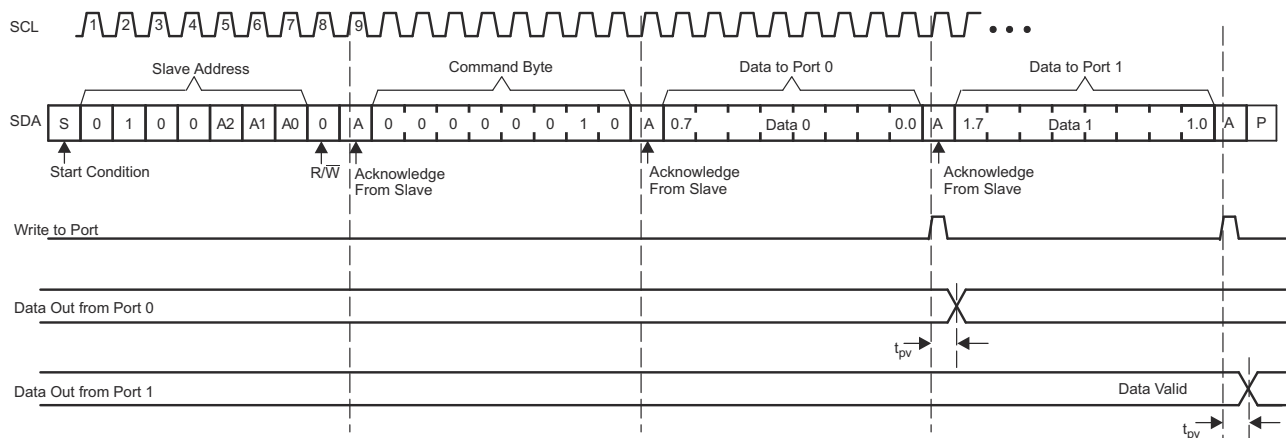 SCL 1 2 3 4 5 6 7 8 9 • • •
Slave Address Command Byte Data to Port 0 Data to Port 1
SDA S 0 1 0 0 A2 A1 A0 0 A 0 0 0 0 0 0 1 0 A 0.7 Data 0 0.0 A 1.7 Data 1 1.0 A P
Start Condition R/W̅ Acknowledge From Slave Acknowledge From Slave Acknowledge From Slave
Write to Port
Data Out from Port 0
tpv
Data Out from Port 1 Data Valid
tpv